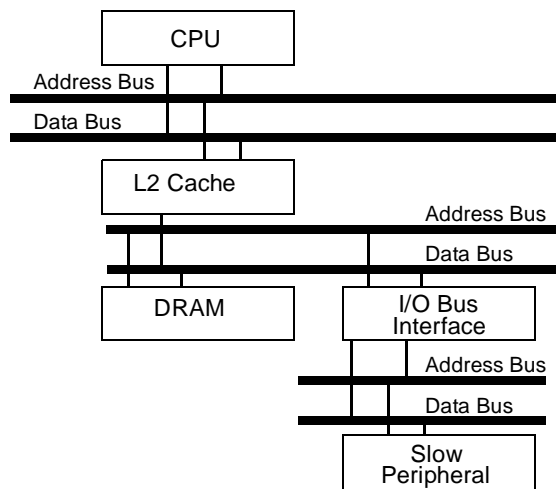 CPU
Address Bus
Data Bus
L2 Cache
Address Bus
Data Bus
DRAM
I/O Bus
Interface
Address Bus
Data Bus
Slow
Peripheral